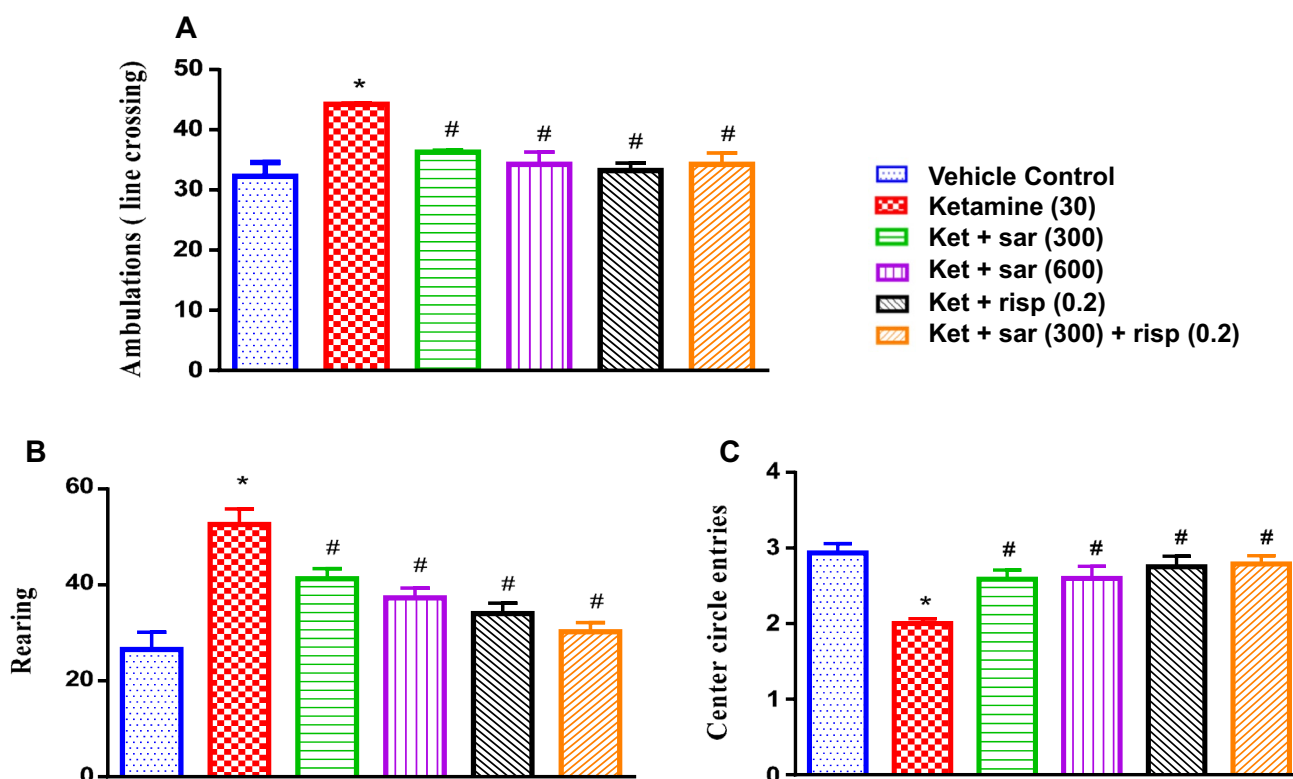 A
Ambulations ( line crossing)
50
40
30
20
10
0
*
#
#
#
#
Vehicle Control
Ketamine (30)
Ket + sar (300)
Ket + sar (600)
Ket + risp (0.2)
Ket + sar (300) + risp (0.2)
B
Rearing
60
40
20
0
*
#
#
#
#
C
Center circle entries
4
3
2
1
0
*
#
#
#
#